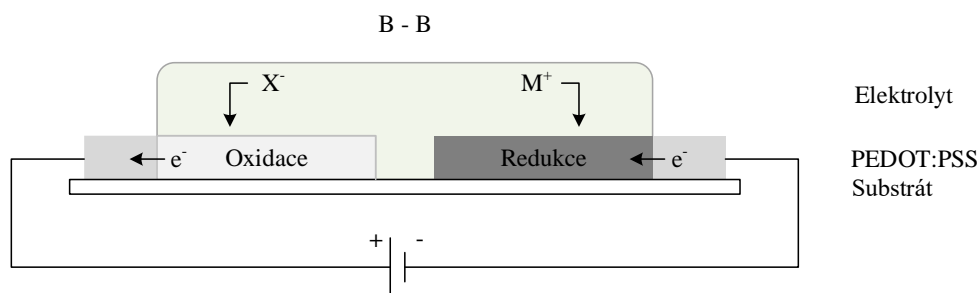 B - B
X⁻
M⁺
Elektrolyt
e⁻
Oxidace
Redukce
e⁻
PEDOT:PSS
Substrát
+ -